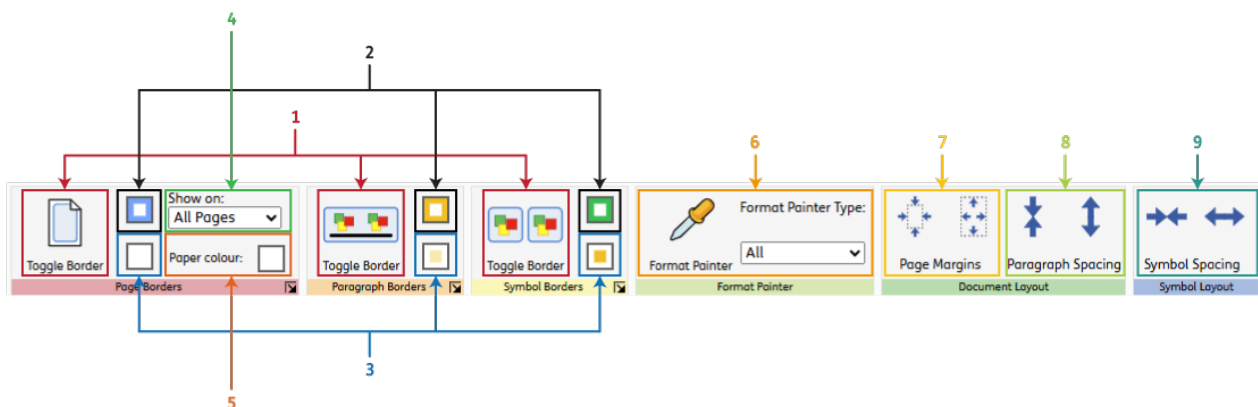 4
2
1
6
7
8
9
Show on:
All Pages
Toggle Border
Paper colour:
Page Borders
Toggle Border
Paragraph Borders
Toggle Border
Symbol Borders
Format Painter Type:
All
Format Painter
Format Painter
Page Margins
Paragraph Spacing
Document Layout
Symbol Spacing
Symbol Layout
3
5